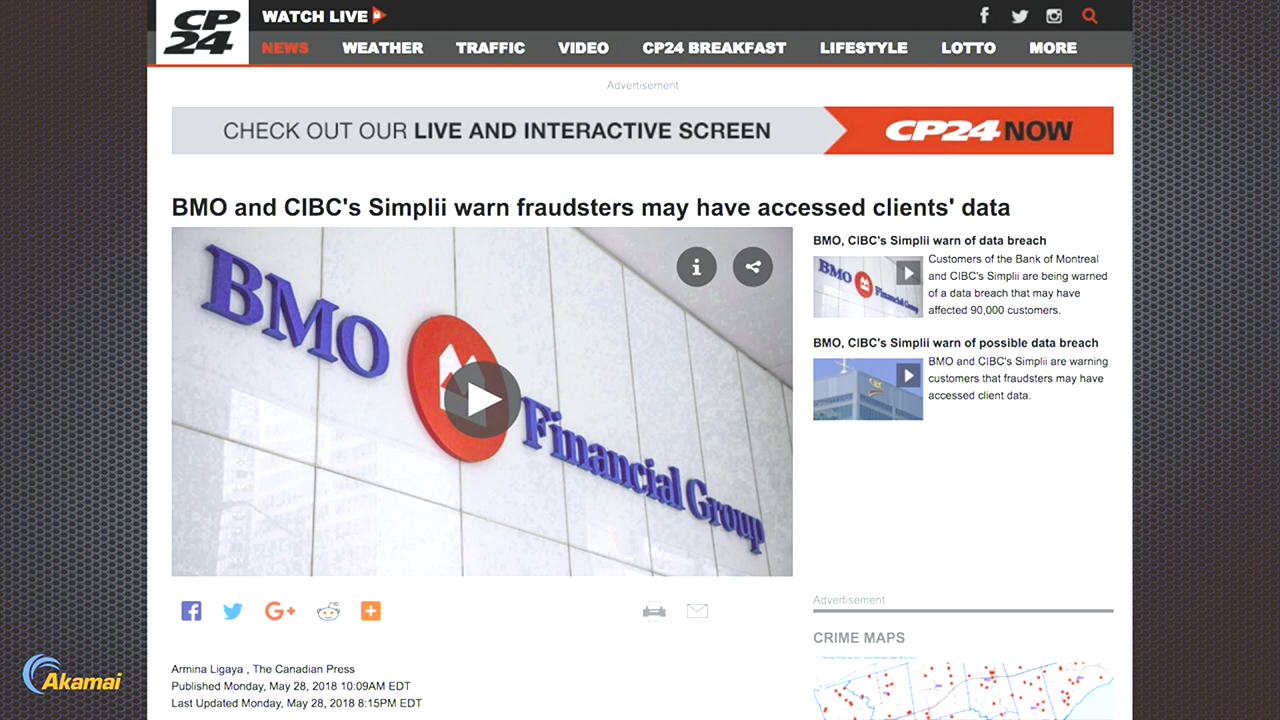 CP
24
WATCH LIVE
NEWS WEATHER TRAFFIC VIDEO CP24 BREAKFAST LIFESTYLE LOTTO MORE
Advertisement
CHECK OUT OUR LIVE AND INTERACTIVE SCREEN CP24 NOW
BMO and CIBC's Simplii warn fraudsters may have accessed clients' data
BMO Financial Group
BMO, CIBC's Simplii warn of data breach
BMO Financial Group
Customers of the Bank of Montreal
and CIBC's Simplii are being warned
of a data breach that may have
affected 90,000 customers.
BMO, CIBC's Simplii warn of possible data breach
BMO and CIBC's Simplii are warning
customers that fraudsters may have
accessed client data.
Advertisement
CRIME MAPS
Armina Ligaya , The Canadian Press
Published Monday, May 28, 2018 10:09AM EDT
Last Updated Monday, May 28, 2018 8:15PM EDT
Akamai